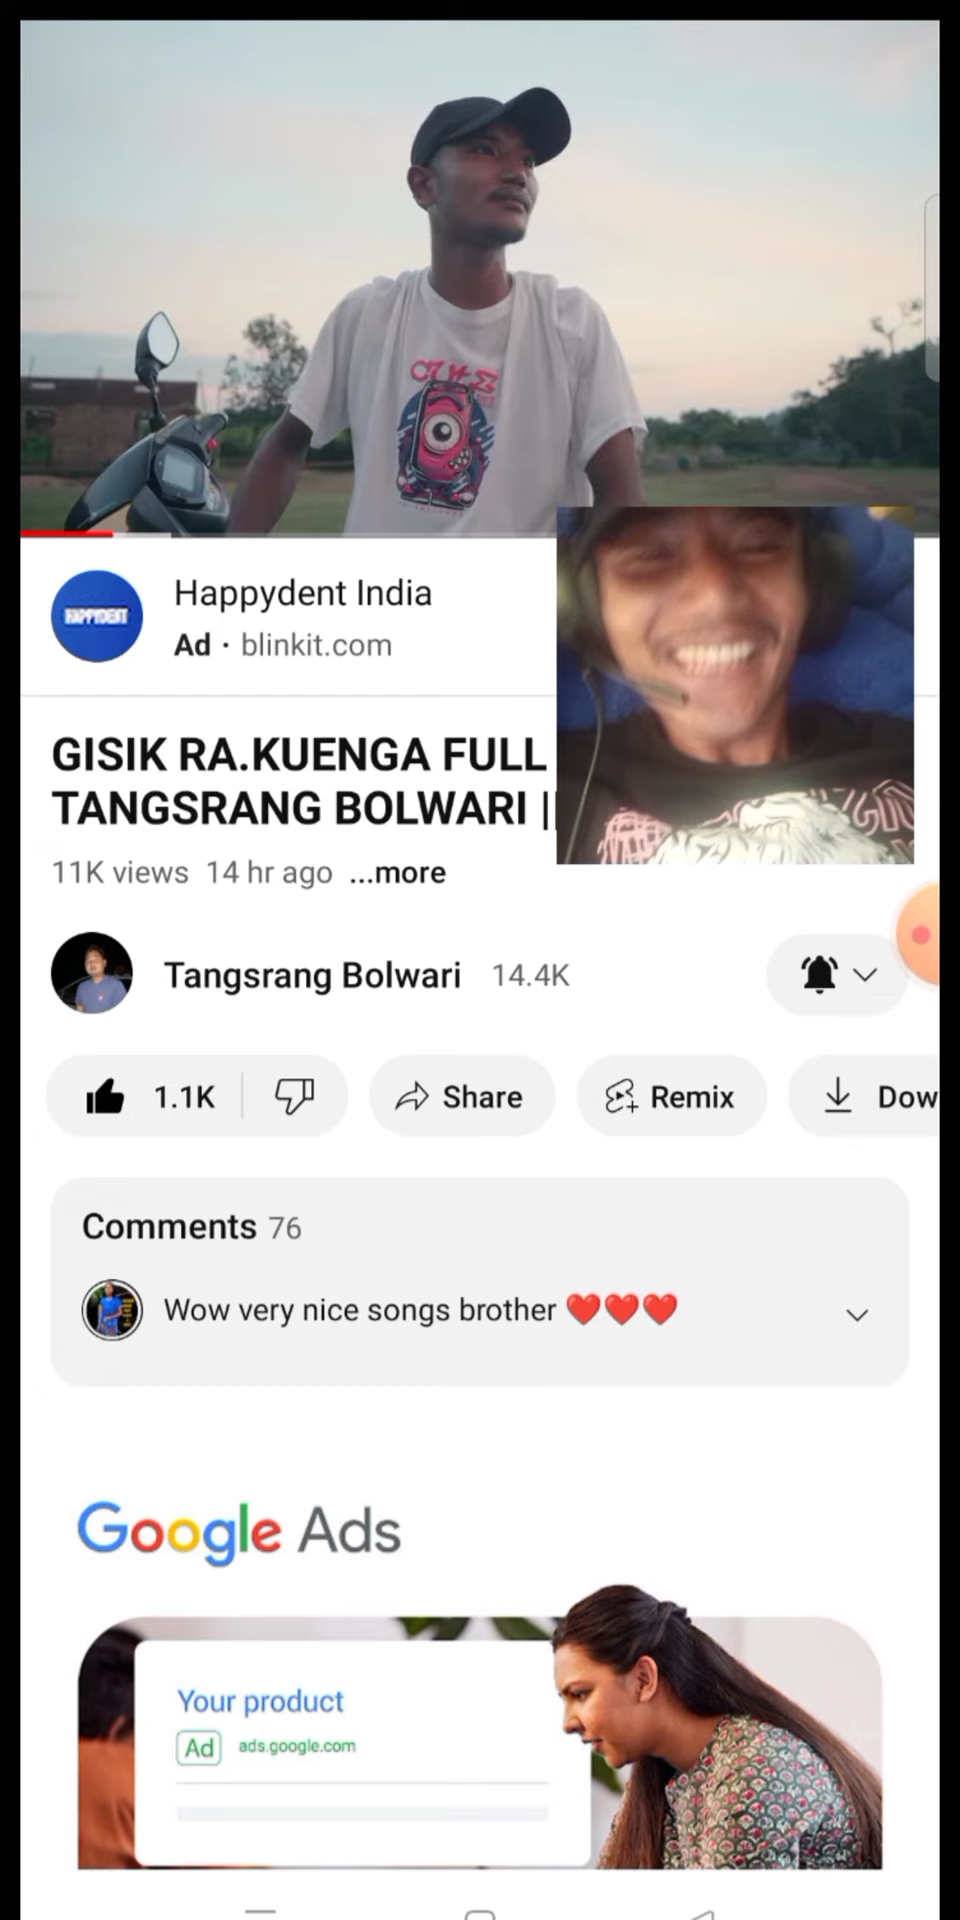 CUTE
HAPPYDENT
Happydent India
Ad · blinkit.com
GISIK RA.KUENGA FULL
TANGSRANG BOLWARI ||
11K views 14 hr ago ...more
Tangsrang Bolwari 14.4K
1.1K Share Remix Dow
Comments 76
Wow very nice songs brother ❤️❤️❤️
Google Ads
Your product
Ad ads.google.com